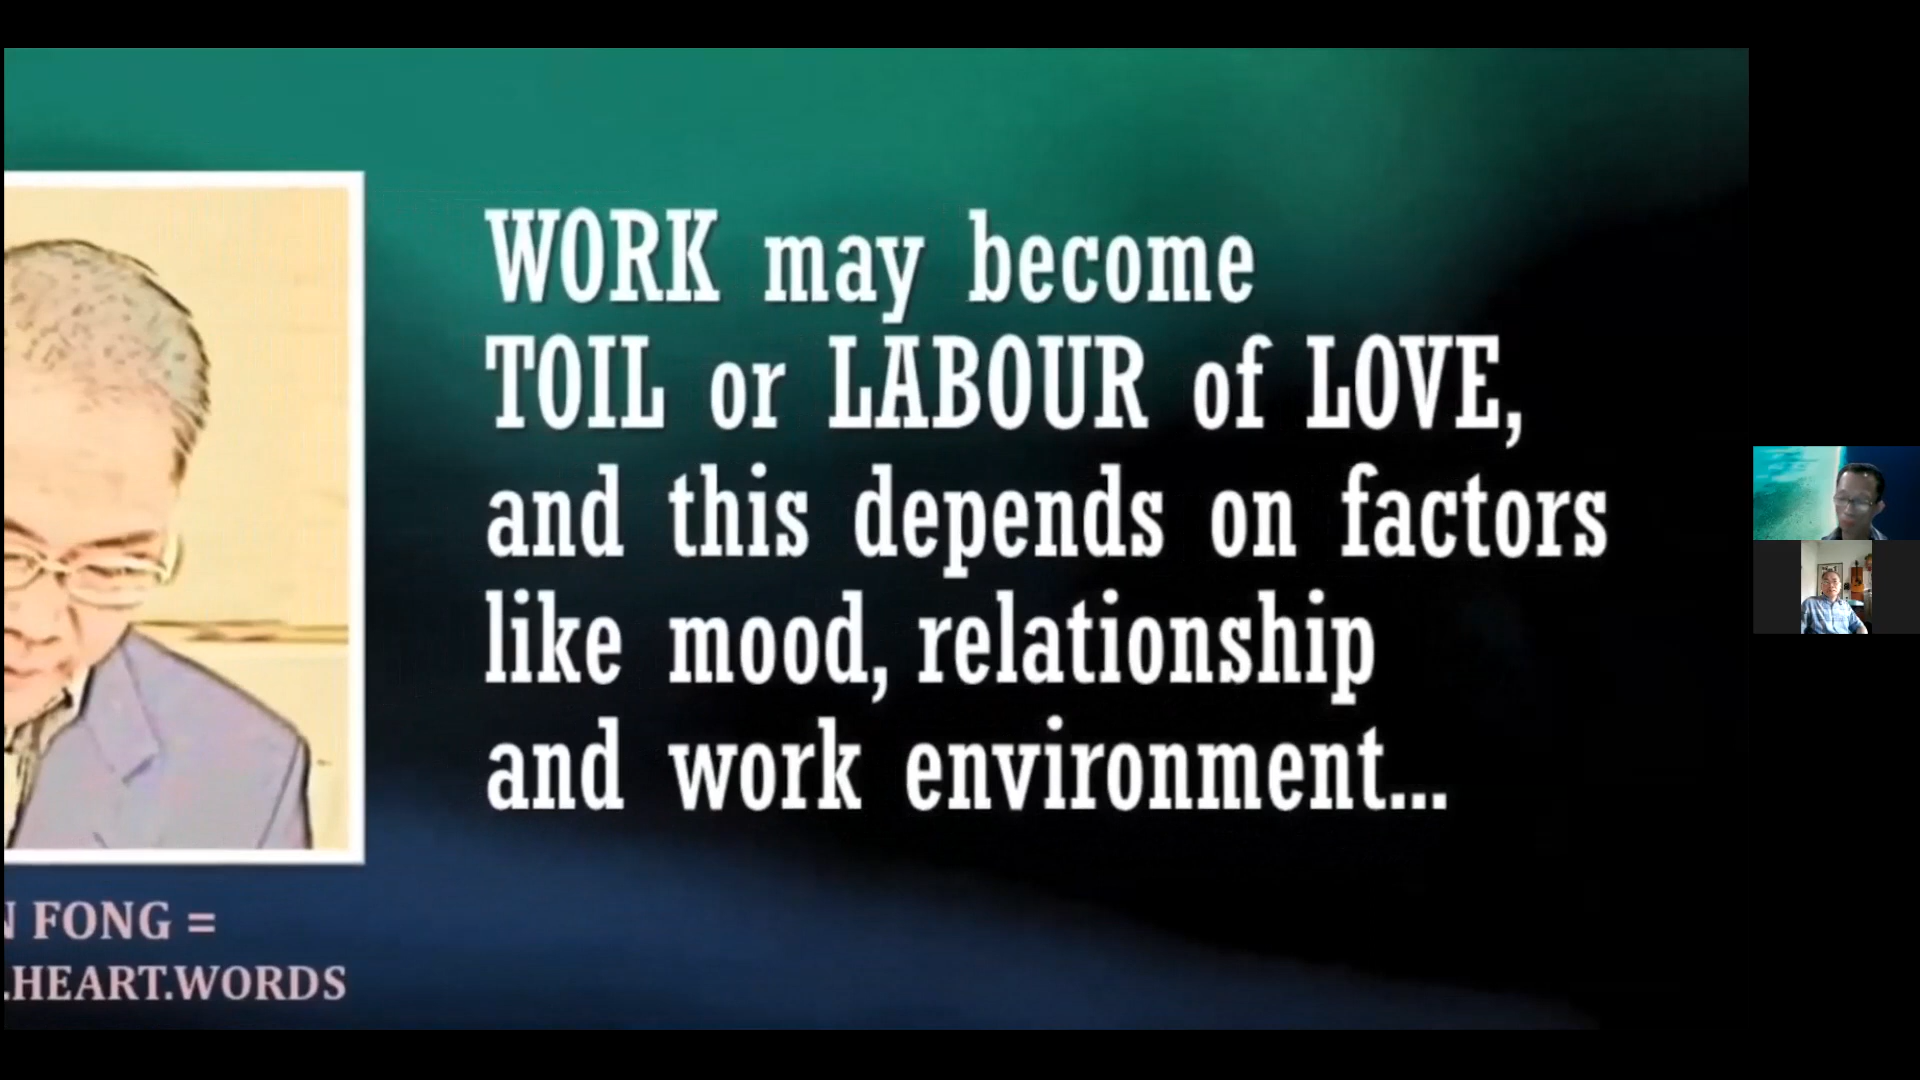 WORK may become
TOIL or LABOUR of LOVE,
and this depends on factors
like mood, relationship
and work environment...
N FONG =
.HEART.WORDS